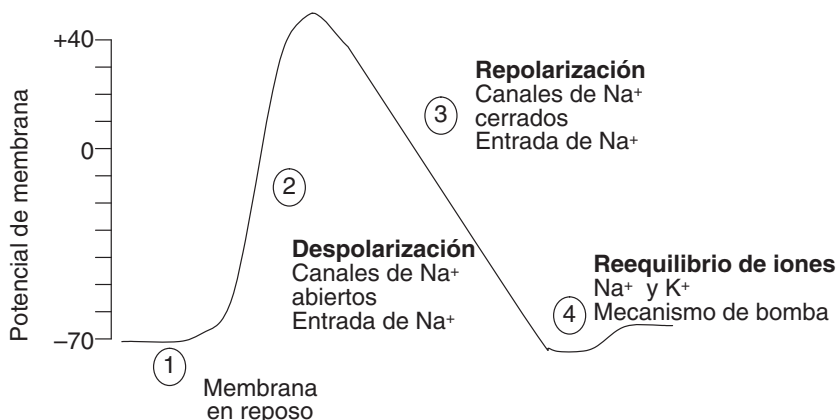 Potencial de membrana
+40
0
–70
1
Membrana
en reposo
2
Despolarización
Canales de Na+
abiertos
Entrada de Na+
3
Repolarización
Canales de Na+
cerrados
Entrada de Na+
4
Reequilibrio de iones
Na+ y K+
Mecanismo de bomba